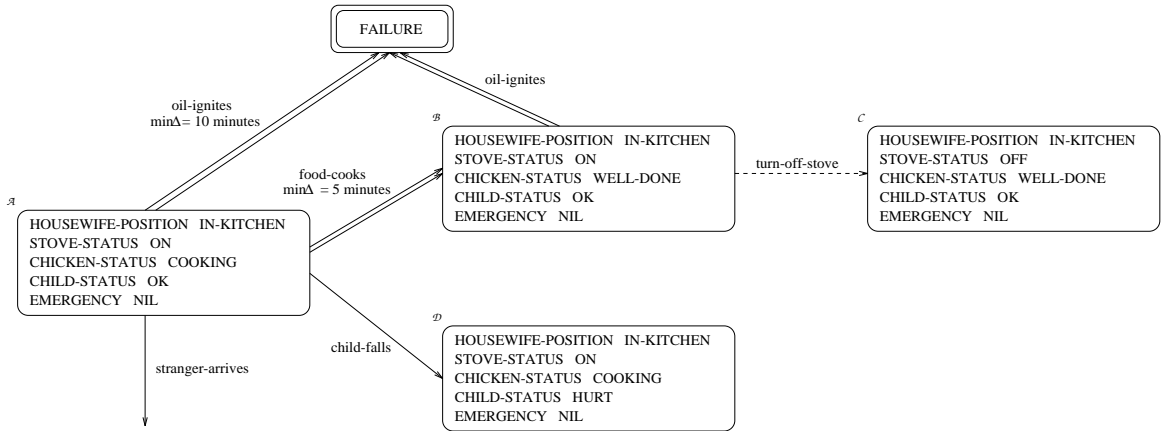 FAILURE
oil-ignites
oil-ignites
minΔ= 10 minutes
B
HOUSEWIFE-POSITION IN-KITCHEN
STOVE-STATUS ON
CHICKEN-STATUS WELL-DONE
CHILD-STATUS OK
EMERGENCY NIL
turn-off-stove
C
HOUSEWIFE-POSITION IN-KITCHEN
STOVE-STATUS OFF
CHICKEN-STATUS WELL-DONE
CHILD-STATUS OK
EMERGENCY NIL
food-cooks
minΔ = 5 minutes
A
HOUSEWIFE-POSITION IN-KITCHEN
STOVE-STATUS ON
CHICKEN-STATUS COOKING
CHILD-STATUS OK
EMERGENCY NIL
child-falls
stranger-arrives
D
HOUSEWIFE-POSITION IN-KITCHEN
STOVE-STATUS ON
CHICKEN-STATUS COOKING
CHILD-STATUS HURT
EMERGENCY NIL